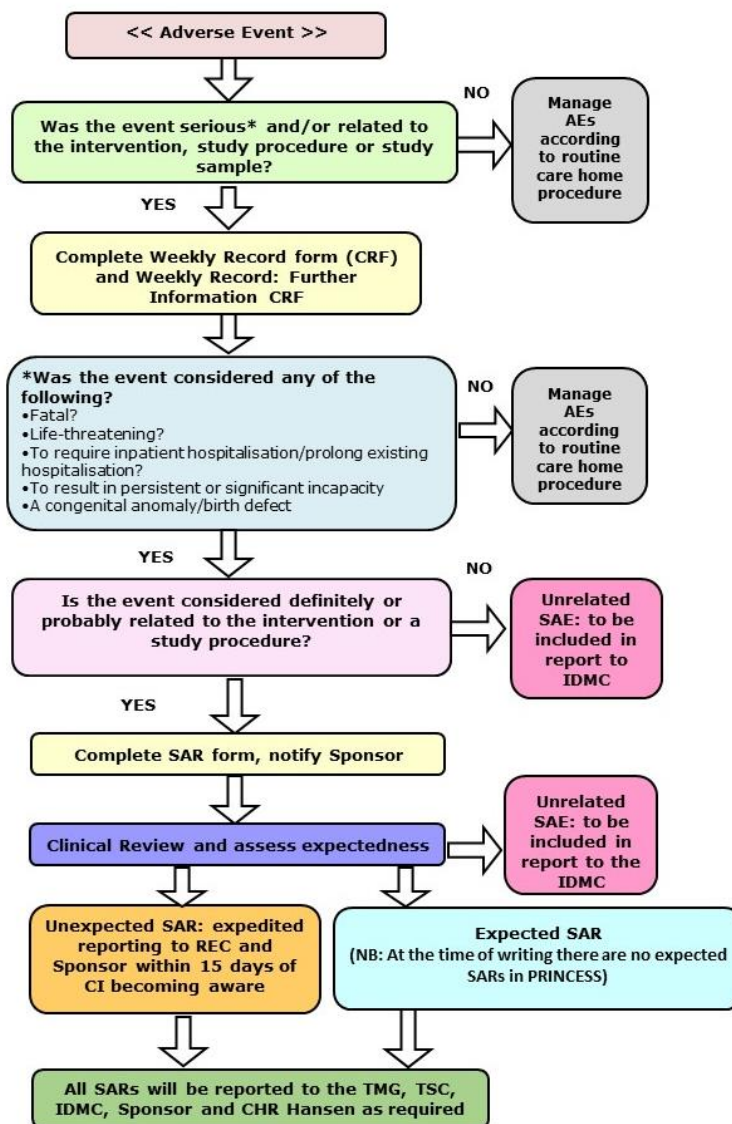 << Adverse Event >>
NO
Was the event serious* and/or related to
the intervention, study procedure or study
sample?
Manage
AEs
according
to routine
care home
procedure
YES
Complete Weekly Record form (CRF)
and Weekly Record: Further
Information CRF
*Was the event considered any of the
following?
•Fatal?
•Life-threatening?
•To require inpatient hospitalisation/prolong existing
hospitalisation?
•To result in persistent or significant incapacity
•A congenital anomaly/birth defect
NO
Manage
AEs
according
to routine
care home
procedure
YES
NO
Is the event considered definitely or
probably related to the intervention or a
study procedure?
Unrelated
SAE: to be
included in
report to
IDMC
YES
Complete SAR form, notify Sponsor
Clinical Review and assess expectedness
Unrelated
SAE: to be
included in
report to the
IDMC
Unexpected SAR: expedited
reporting to REC and
Sponsor within 15 days of
CI becoming aware
Expected SAR
(NB: At the time of writing there are no expected
SARs in PRINCESS)
All SARs will be reported to the TMG, TSC,
IDMC, Sponsor and CHR Hansen as required